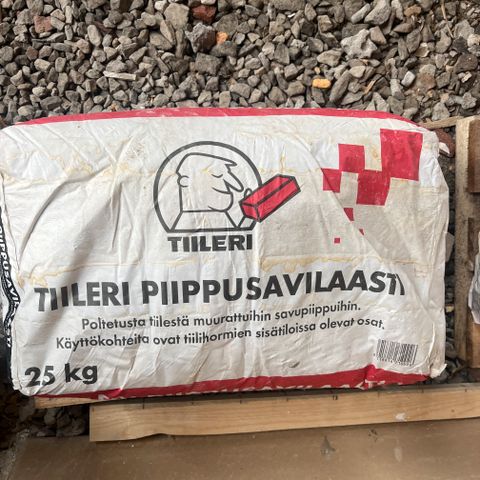 TIILERI
TIILERI PIIPPUSAVILAASTI
Poltetusta tiilestä muurattuihin savupiippuihin.
Käyttökohteita ovat tiilihormien sisätiloissa olevat osat.
25 kg